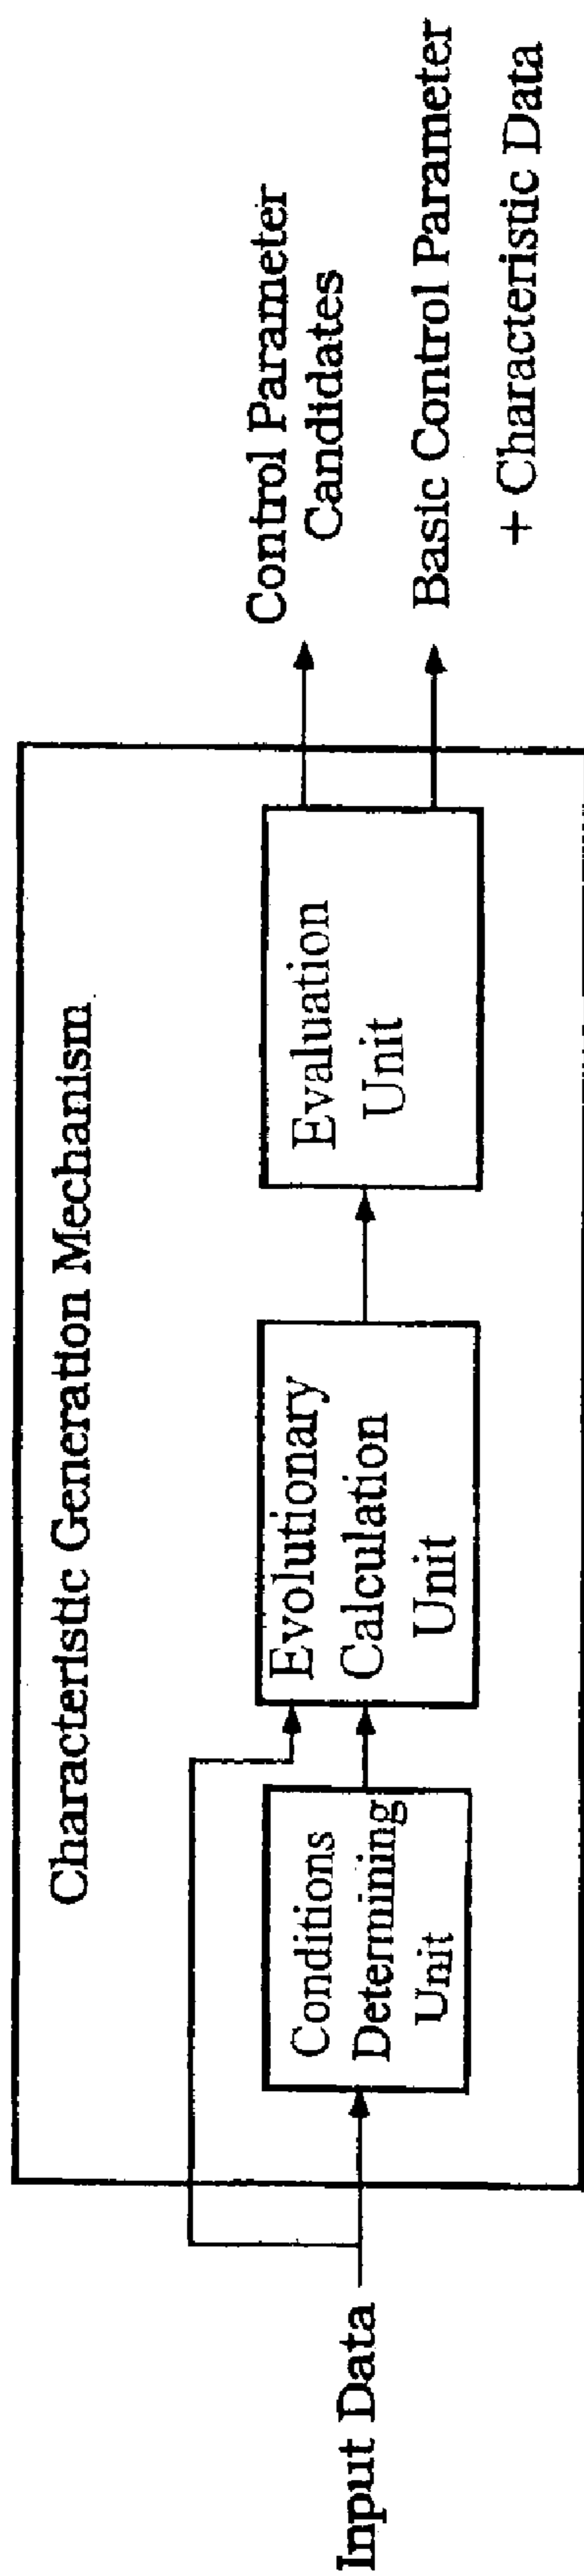 Characteristic Generation Mechanism
Input Data
Conditions
Determining
Unit
Evolutionary
Calculation
Unit
Evaluation
Unit
Control Parameter
Candidates
Basic Control Parameter
+ Characteristic Data